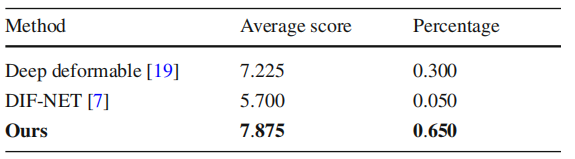 Method Average score Percentage
Deep deformable [19] 7.225 0.300
DIF-NET [7] 5.700 0.050
Ours 7.875 0.650